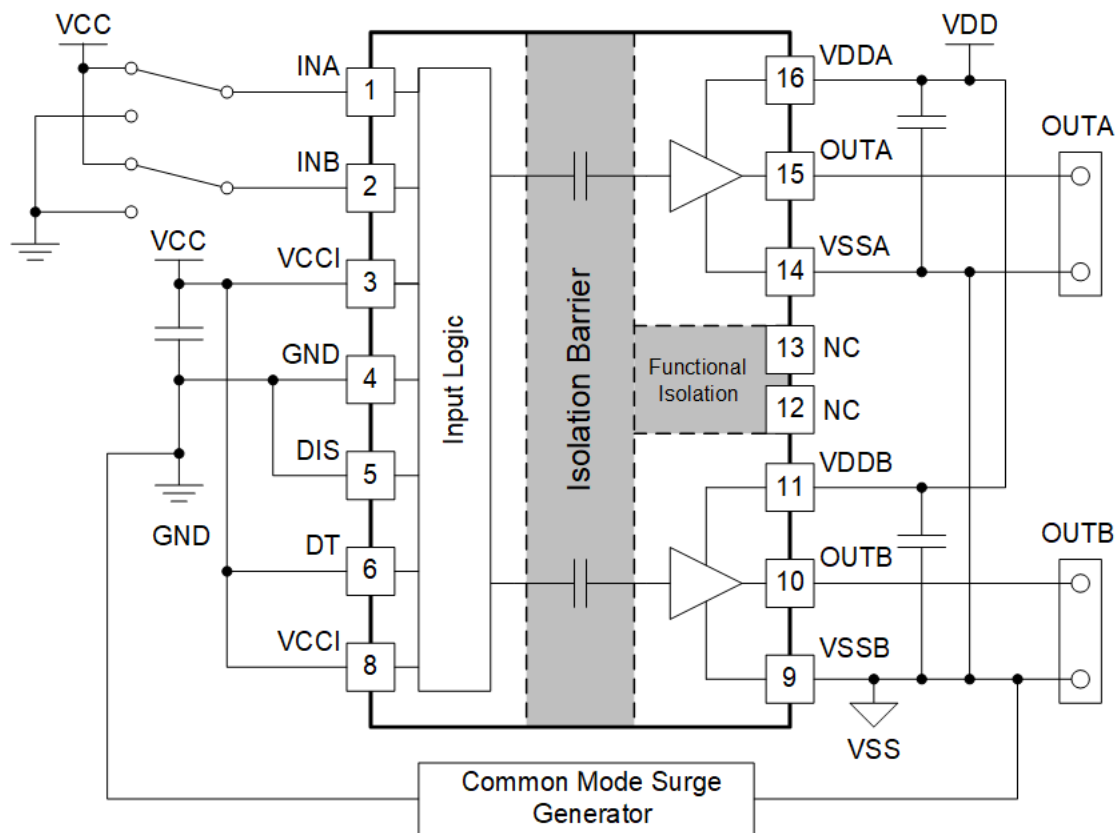 VCC
VDD
INA
1
16
VDDA
OUTA
INB
2
15
OUTA
VCC
VCCI
3
14
VSSA
Input Logic
Isolation Barrier
Functional
Isolation
13
NC
GND
4
12
NC
DIS
5
11
VDDB
OUTB
GND
DT
6
10
OUTB
VCCI
8
9
VSSB
VSS
Common Mode Surge
Generator